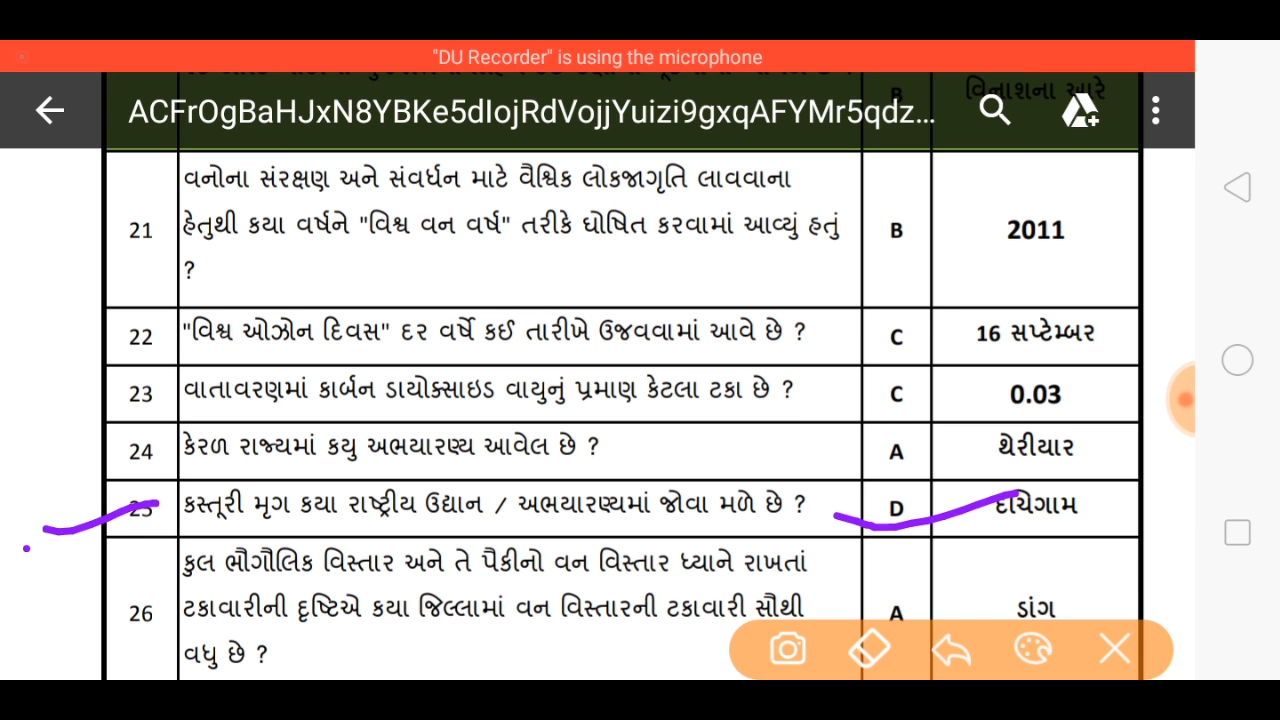 "DU Recorder" is using the microphone
B
વિનાશના આરે
ACFrOgBaHJxN8YBKe5dIojRdVojjYuizi9gxqAFYMr5qdz...
21
વનોના સંરક્ષણ અને સંવર્ધન માટે વૈશ્વિક લોકજાગૃતિ લાવવાના
હેતુથી કયા વર્ષને "વિશ્વ વન વર્ષ" તરીકે ઘોષિત કરવામાં આવ્યું હતું
?
B
2011
22
"વિશ્વ ઓઝોન દિવસ" દર વર્ષે કઈ તારીખે ઉજવવામાં આવે છે ?
C
16 સપ્ટેમ્બર
23
વાતાવરણમાં કાર્બન ડાયોક્સાઇડ વાયુનું પ્રમાણ કેટલા ટકા છે ?
C
0.03
24
કેરળ રાજ્યમાં કયુ અભયારણ્ય આવેલ છે ?
A
થેરીયાર
25
કસ્તૂરી મૃગ કયા રાષ્ટ્રીય ઉદ્યાન / અભયારણ્યમાં જોવા મળે છે ?
D
દાચિગામ
26
કુલ ભૌગૌલિક વિસ્તાર અને તે પૈકીનો વન વિસ્તાર ધ્યાને રાખતાં
ટકાવારીની દૃષ્ટિએ કયા જિલ્લામાં વન વિસ્તારની ટકાવારી સૌથી
વધુ છે ?
A
ડાંગ